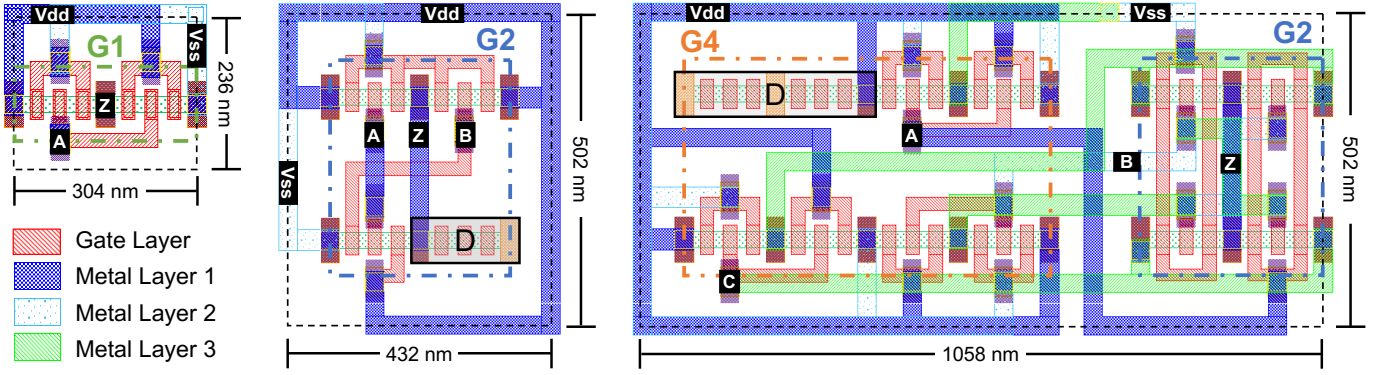 Vdd
G1
Vss
236 nm
Z
A
304 nm
Gate Layer
Metal Layer 1
Metal Layer 2
Metal Layer 3
Vdd
G2
A
Z
B
Vss
D
502 nm
432 nm
Vdd
Vss
G4
G2
D
A
B
Z
C
502 nm
1058 nm